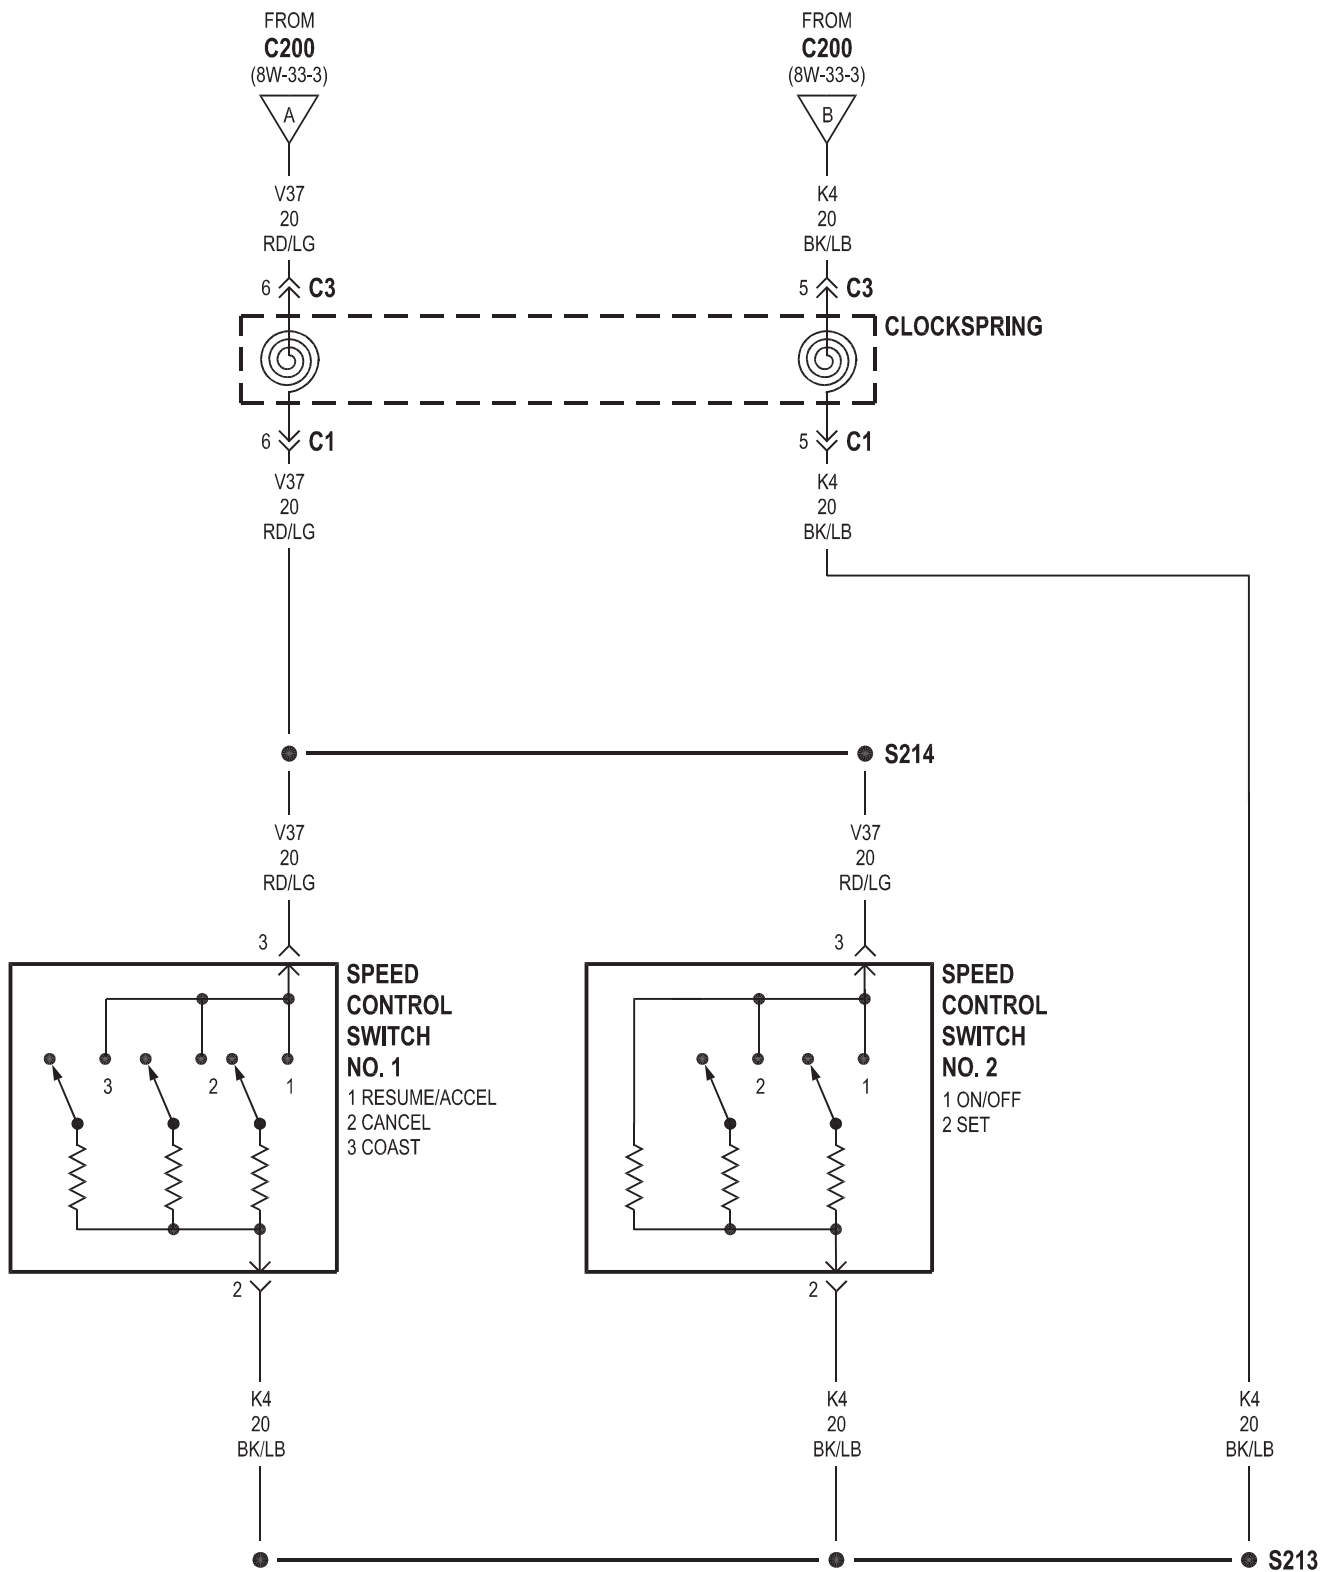 FROM
C200
(8W-33-3)
A
FROM
C200
(8W-33-3)
B
V37
20
RD/LG
K4
20
BK/LB
6 C3
5 C3
CLOCKSPRING
6 C1
5 C1
V37
20
RD/LG
K4
20
BK/LB
S214
V37
20
RD/LG
V37
20
RD/LG
3
3
SPEED
CONTROL
SWITCH
NO. 1
1 RESUME/ACCEL
2 CANCEL
3 COAST
3 2 1
SPEED
CONTROL
SWITCH
NO. 2
1 ON/OFF
2 SET
2 1
2
2
K4
20
BK/LB
K4
20
BK/LB
K4
20
BK/LB
S213